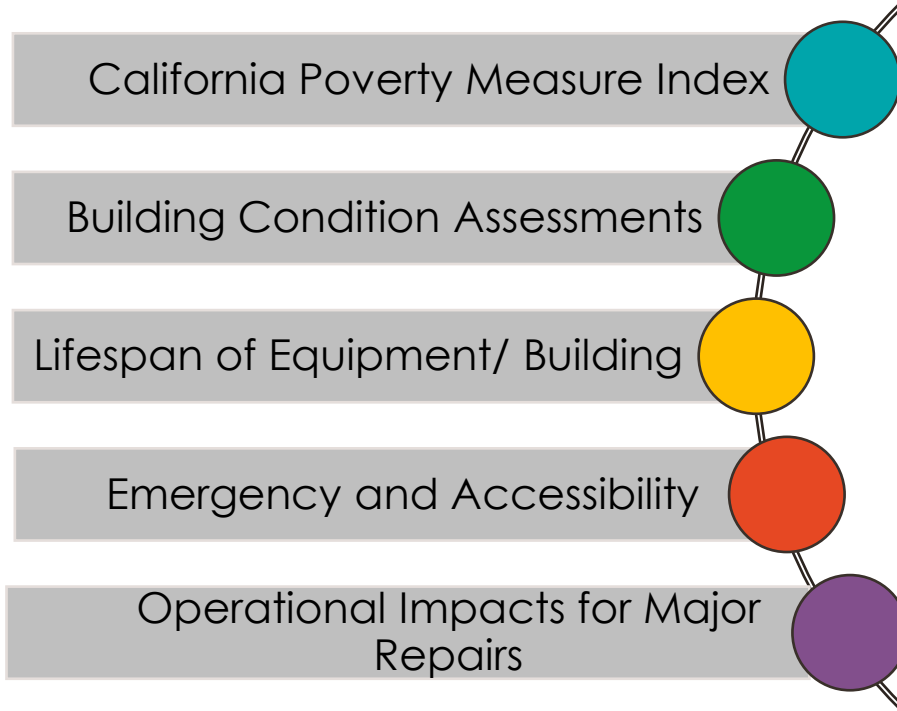 California Poverty Measure Index
Building Condition Assessments
Lifespan of Equipment/ Building
Emergency and Accessibility
Operational Impacts for Major
Repairs